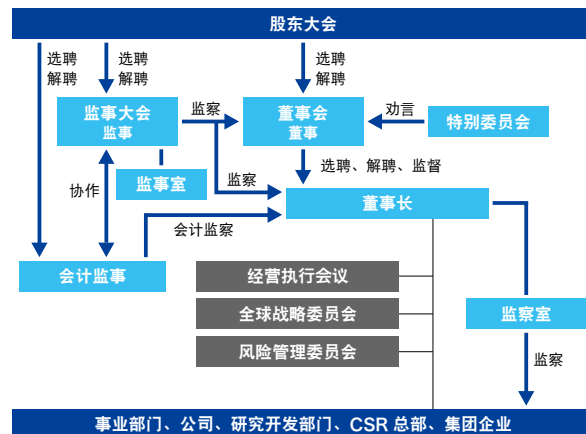 股东大会
选聘
解聘
选聘
解聘
选聘
解聘
监事大会
监事
监察
董事会
董事
劝言
特别委员会
监事室
监察
选聘、解聘、监督
协作
董事长
会计监察
会计监事
经营执行会议
全球战略委员会
监察室
风险管理委员会
监察
事业部门、公司、研究开发部门、CSR 总部、集团企业